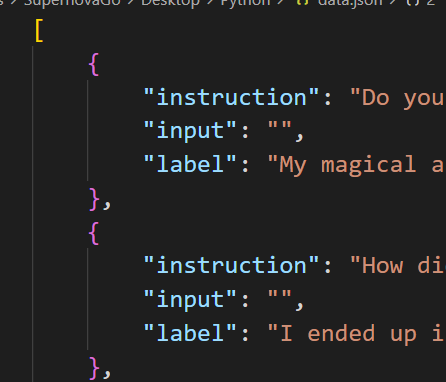 SupernovaGo > Desktop > Python > {} data.json > {} 2
[
{
"instruction": "Do you
"input": "",
"label": "My magical a
},
{
"instruction": "How di
"input": "",
"label": "I ended up i
},